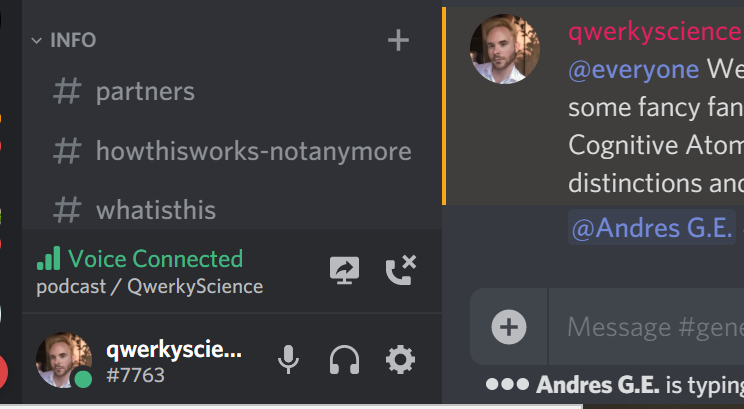 INFO
# partners
# howthisworks-notanymore
# whatisthis
Voice Connected
podcast / QwerkyScience
qwerkyscie...
#7763
qwerkyscience
@everyone We
some fancy fan
Cognitive Atom
distinctions and
@Andres G.E.
Message #gene
Andres G.E. is typing